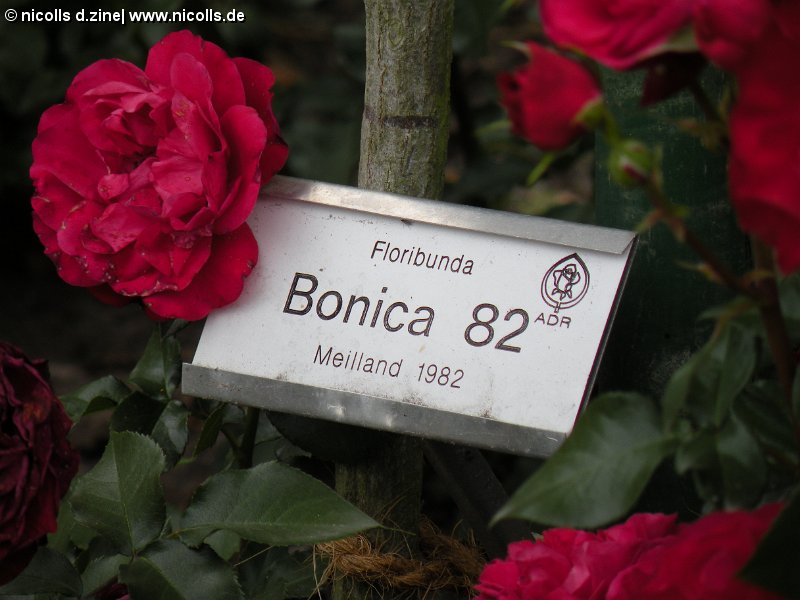 © nicolls d.zine| www.nicolls.de
Floribunda
Bonica 82
ADR
Meilland 1982